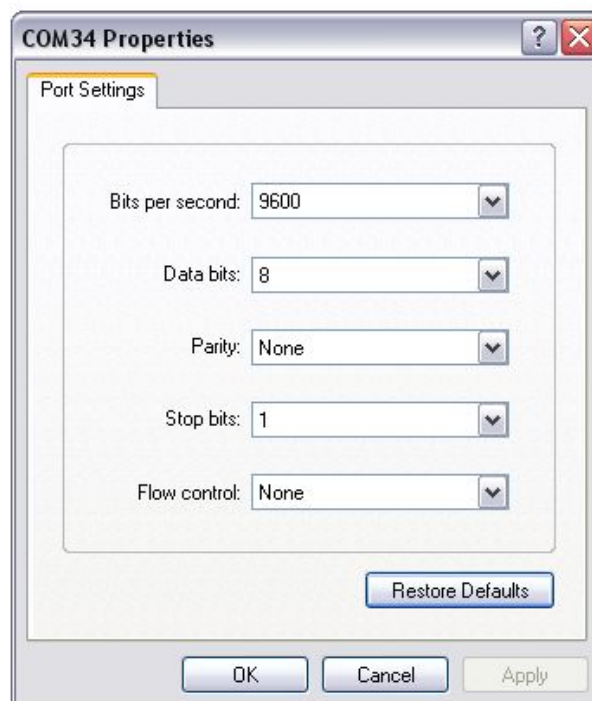 COM34 Properties
Port Settings
Bits per second: 9600
Data bits: 8
Parity: None
Stop bits: 1
Flow control: None
Restore Defaults
OK Cancel Apply